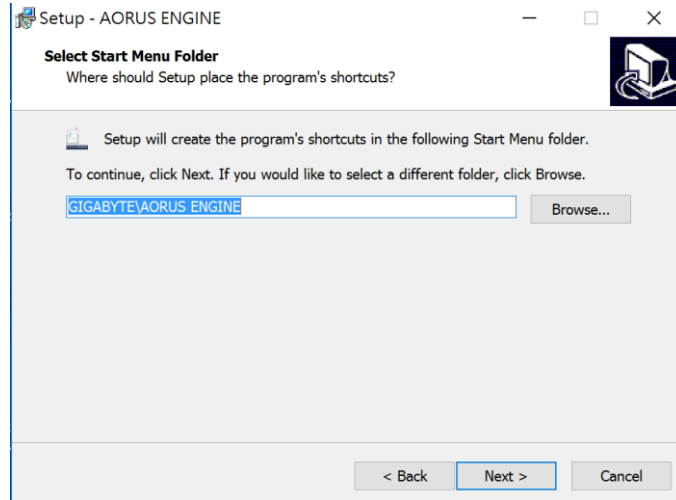 Setup - AORUS ENGINE
Select Start Menu Folder
Where should Setup place the program's shortcuts?
Setup will create the program's shortcuts in the following Start Menu folder.
To continue, click Next. If you would like to select a different folder, click Browse.
GIGABYTE\AORUS ENGINE
Browse...
< Back
Next >
Cancel